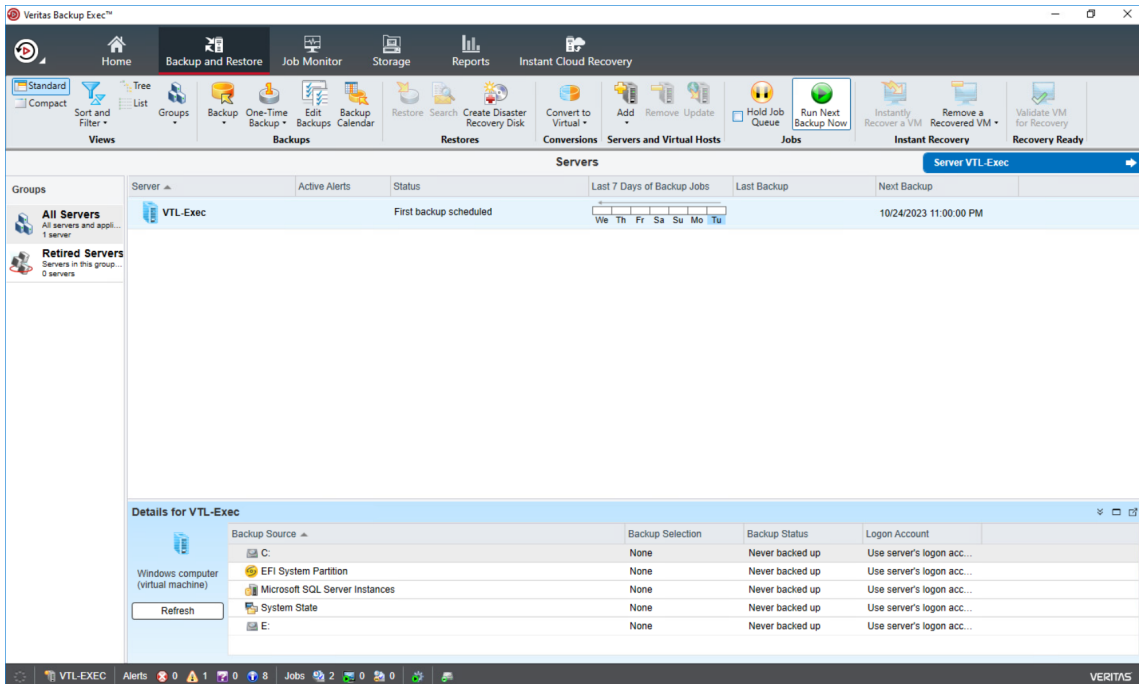 Veritas Backup Exec™
Home
Backup and Restore
Job Monitor
Storage
Reports
Instant Cloud Recovery
Standard
Compact
Sort and
Filter
Tree
List
Views
Groups
Backup
One-Time
Backup
Edit
Backups
Backup
Calendar
Backups
Restore
Search
Create Disaster
Recovery Disk
Restores
Convert to
Virtual
Conversions
Add
Remove
Update
Servers and Virtual Hosts
Hold Job
Queue
Run Next
Backup Now
Jobs
Instantly
Recover a VM
Remove a
Recovered VM
Instant Recovery
Validate VM
for Recovery
Recovery Ready
Servers
Server VTL-Exec
Groups
All Servers
All servers and appli...
1 server
Retired Servers
Servers in this group...
0 servers
Server Active Alerts Status Last 7 Days of Backup Jobs Last Backup Next Backup
VTL-Exec First backup scheduled We Th Fr Sa Su Mo Tu 10/24/2023 11:00:00 PM
Details for VTL-Exec
Windows computer
(virtual machine)
Refresh
Backup Source Backup Selection Backup Status Logon Account
C: None Never backed up Use server's logon acc...
EFI System Partition None Never backed up Use server's logon acc...
Microsoft SQL Server Instances None Never backed up Use server's logon acc...
System State None Never backed up Use server's logon acc...
E: None Never backed up Use server's logon acc...
VTL-EXEC Alerts 0 1 0 8 Jobs 2 0 0 VERITAS